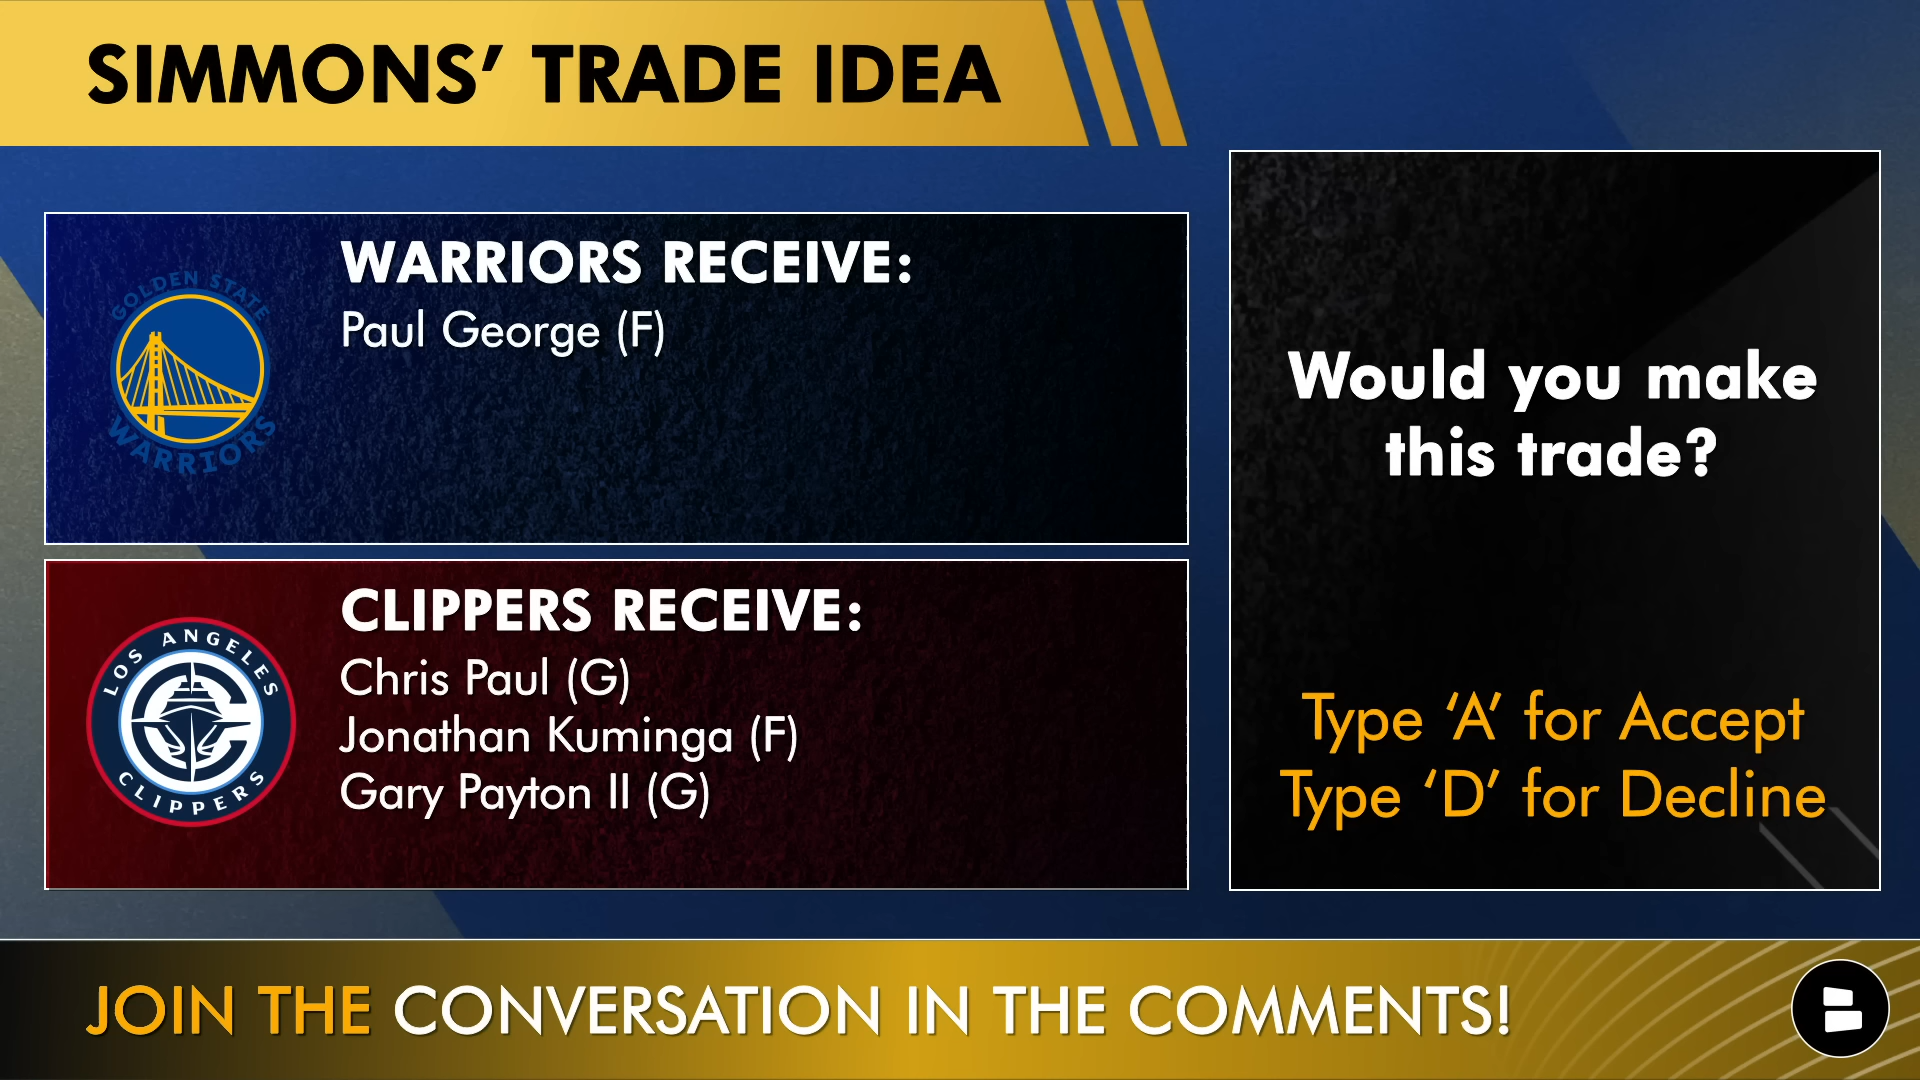 SIMMONS’ TRADE IDEA
GOLDEN STATE
WARRIORS
WARRIORS RECEIVE:
Paul George (F)
LOS ANGELES
CLIPPERS
CLIPPERS RECEIVE:
Chris Paul (G)
Jonathan Kuminga (F)
Gary Payton II (G)
Would you make
this trade?
Type ‘A’ for Accept
Type ‘D’ for Decline
JOIN THE CONVERSATION IN THE COMMENTS!